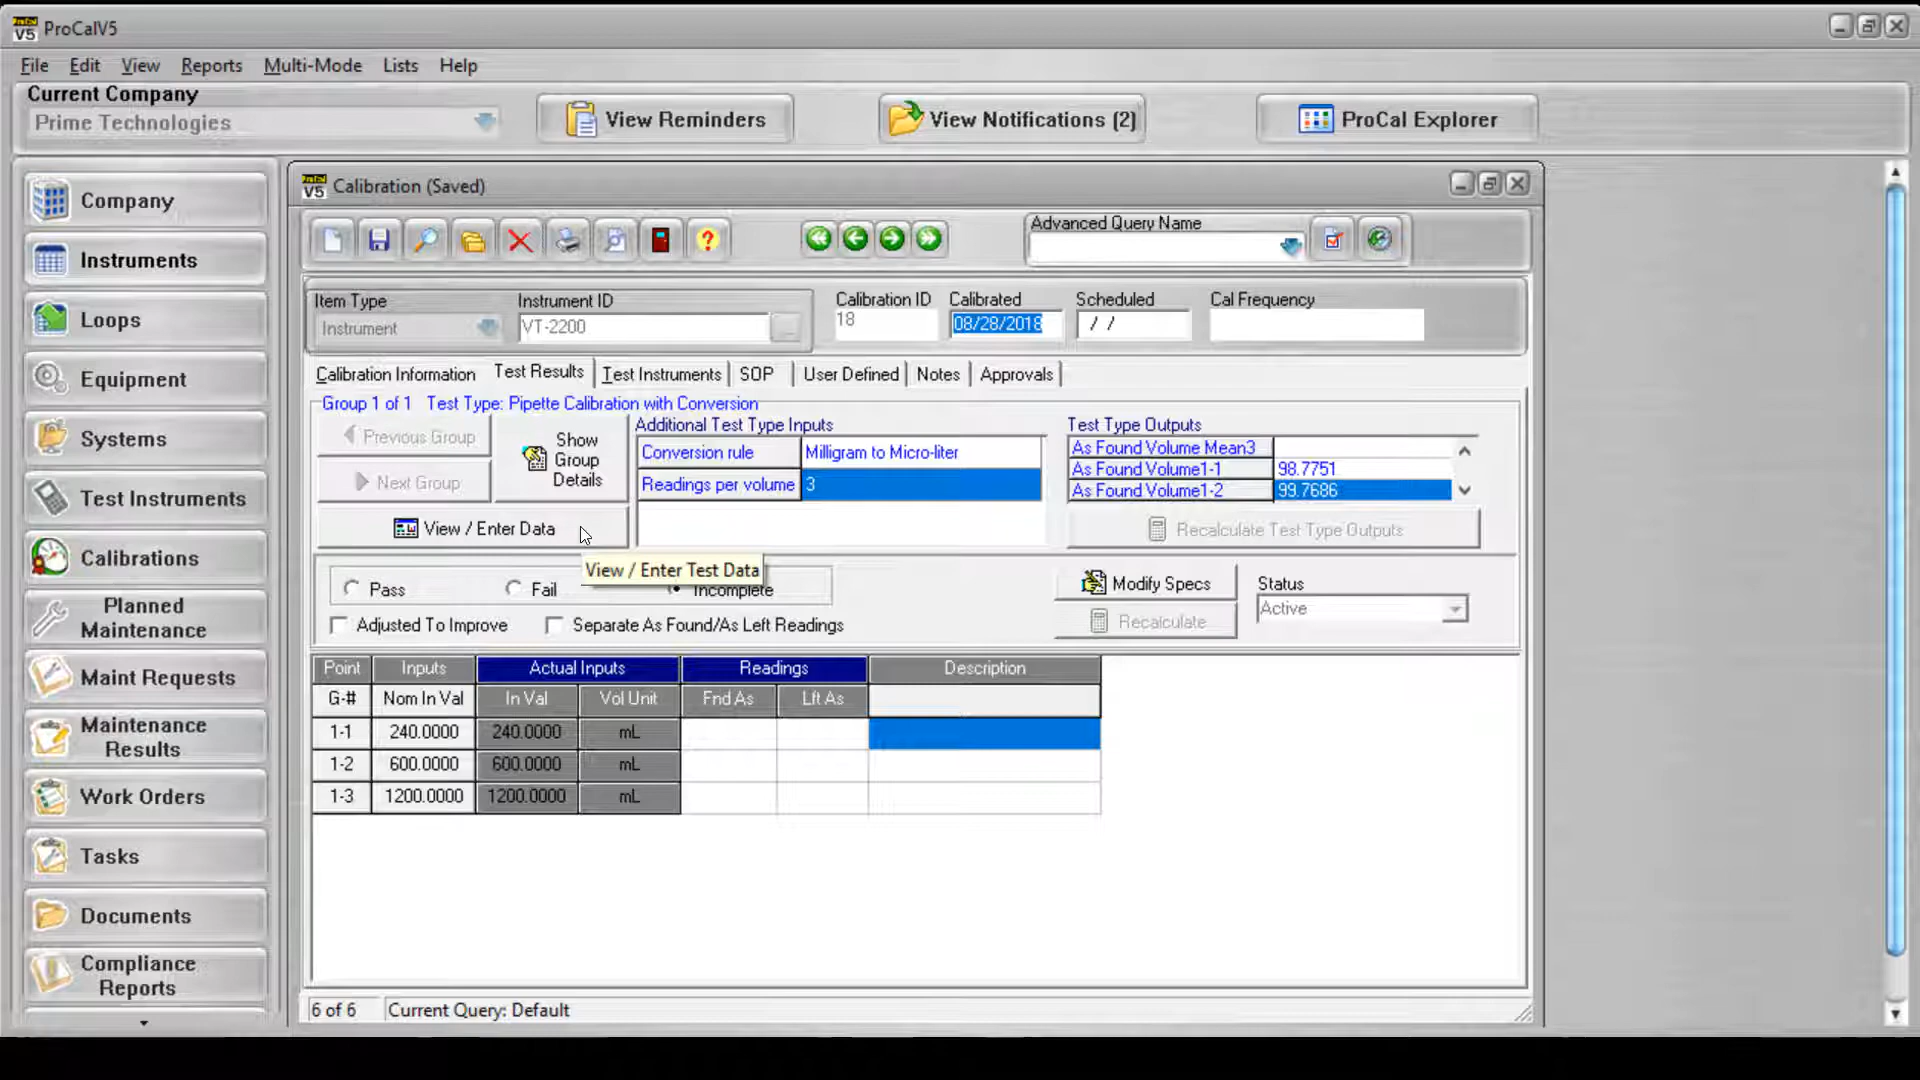 ProCalV5
File Edit View Reports Multi-Mode Lists Help
Current Company
Prime Technologies
View Reminders
View Notifications (2)
ProCal Explorer
Company
Instruments
Loops
Equipment
Systems
Test Instruments
Calibrations
Planned
Maintenance
Maint Requests
Maintenance
Results
Work Orders
Tasks
Documents
Compliance
Reports
Calibration (Saved)
Advanced Query Name
Item Type
Instrument
Instrument ID
VT-2200
Calibration ID
18
Calibrated
08/28/2018
Scheduled
/ /
Cal Frequency
Calibration Information Test Results Test Instruments SOP User Defined Notes Approvals
Group 1 of 1 Test Type: Pipette Calibration with Conversion
Previous Group
Next Group
Show
Group
Details
View / Enter Data
Additional Test Type Inputs
Conversion rule Milligram to Micro-liter
Readings per volume 3
Test Type Outputs
As Found Volume Mean3
As Found Volume1-1 98.7751
As Found Volume1-2 99.7686
Recalculate Test Type Outputs
View / Enter Test Data
Pass Fail Incomplete
Adjusted To Improve Separate As Found/As Left Readings
Modify Specs
Recalculate
Status
Active
Point Inputs Actual Inputs Readings Description
G-# Nom In Val In Val Vol Unit Fnd As Lft As
1-1 240.0000 240.0000 mL
1-2 600.0000 600.0000 mL
1-3 1200.0000 1200.0000 mL
6 of 6 Current Query: Default